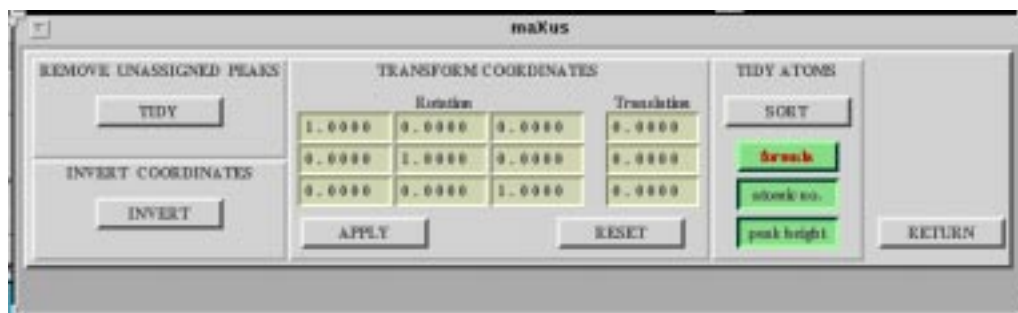 maXus
REMOVE UNASSIGNED PEAKS
TIDY
INVERT COORDINATES
INVERT
TRANSFORM COORDINATES
Rotation
Translation
1.0000 0.0000 0.0000 0.0000
0.0000 1.0000 0.0000 0.0000
0.0000 0.0000 1.0000 0.0000
APPLY
RESET
TIDY ATOMS
SORT
formula
atomic no.
peak height
RETURN